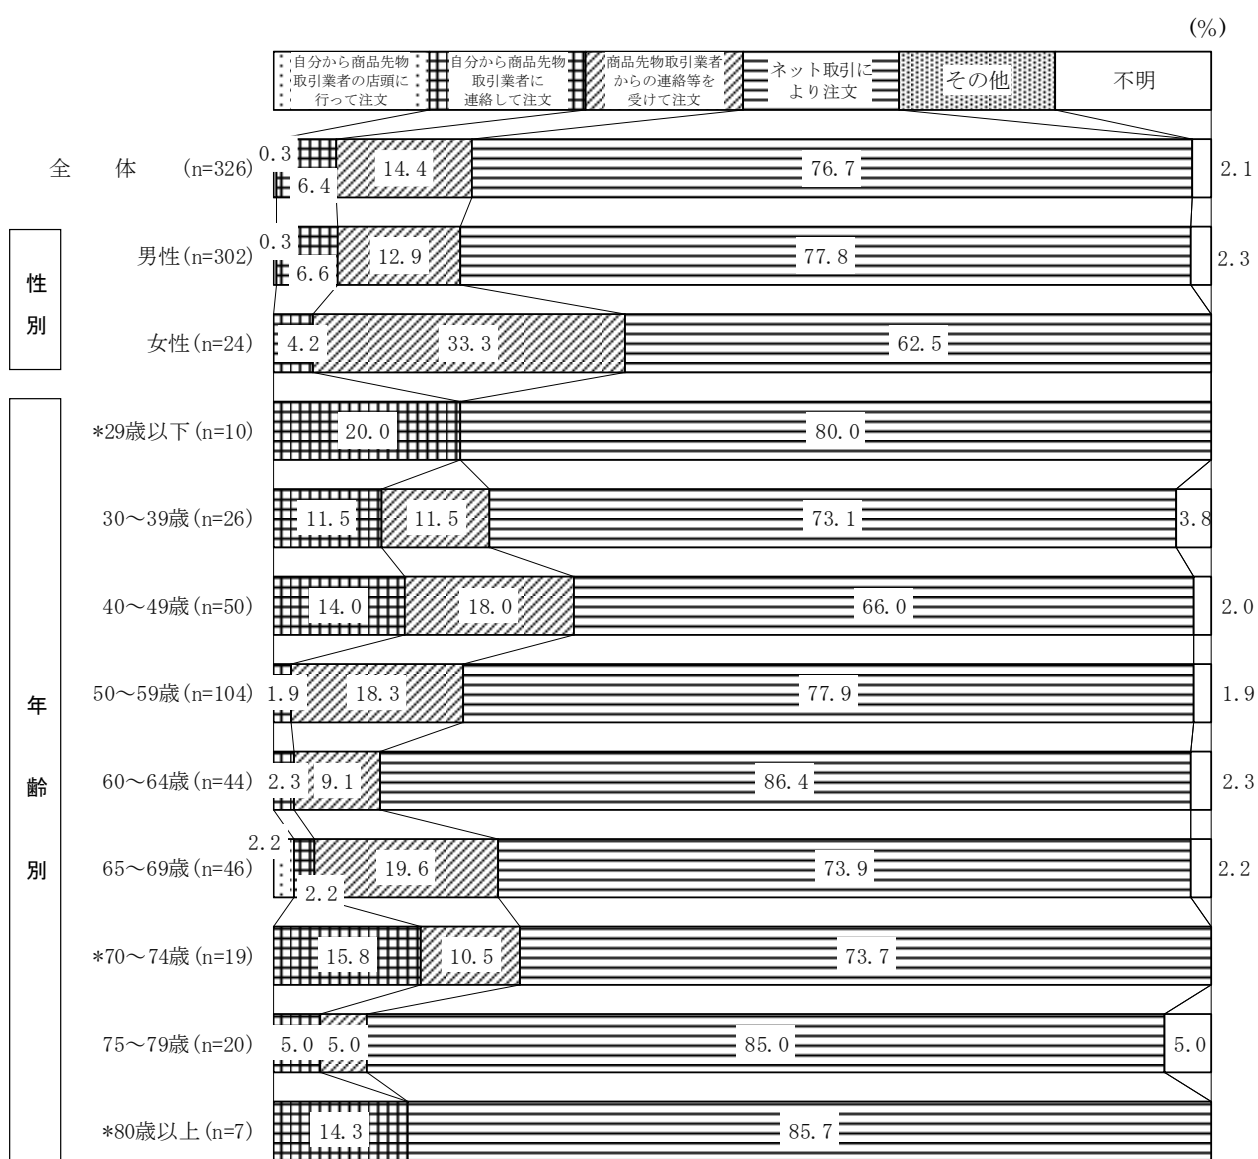 (%)
自分から商品先物
取引業者の店頭に
行って注文
自分から商品先物
取引業者に
連絡して注文
商品先物取引業者
からの連絡等を
受けて注文
ネット取引に
より注文
その他
不明
全 体 (n=326) 0.3 6.4 14.4 76.7 2.1
性別
男性(n=302) 0.3 6.6 12.9 77.8 2.3
女性(n=24) 4.2 33.3 62.5
年齢別
*29歳以下(n=10) 20.0 80.0
30～39歳(n=26) 11.5 11.5 73.1 3.8
40～49歳(n=50) 14.0 18.0 66.0 2.0
50～59歳(n=104) 1.9 18.3 77.9 1.9
60～64歳(n=44) 2.3 9.1 86.4 2.3
65～69歳(n=46) 2.2 2.2 19.6 73.9 2.2
*70～74歳(n=19) 15.8 10.5 73.7
75～79歳(n=20) 5.0 5.0 85.0 5.0
*80歳以上(n=7) 14.3 85.7